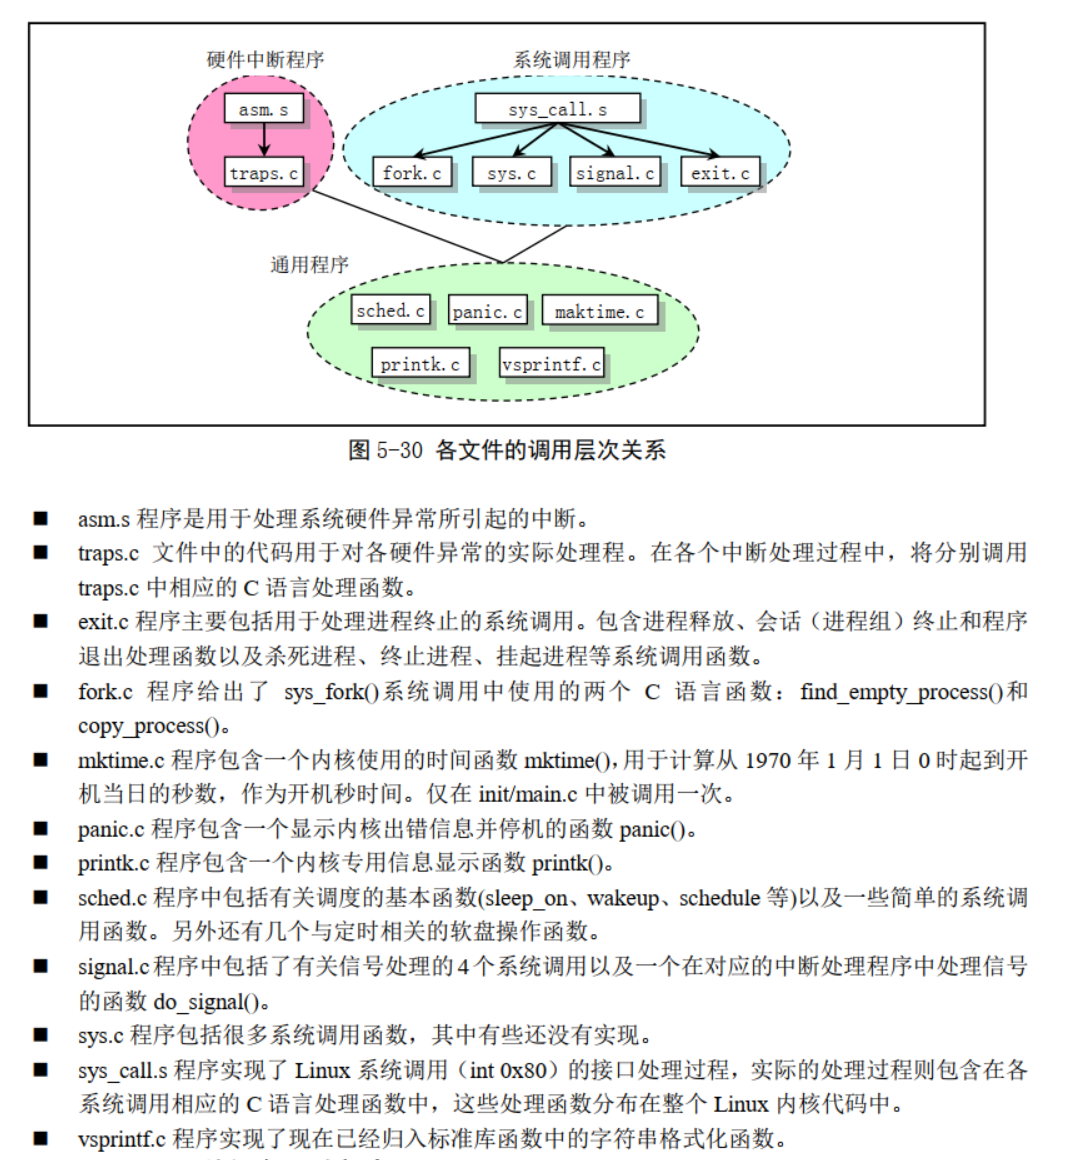 硬件中断程序 系统调用程序
asm.s sys_call.s
traps.c fork.c sys.c signal.c exit.c
通用程序
sched.c panic.c maktime.c
printk.c vsprintf.c
图 5-30 各文件的调用层次关系
■ asm.s 程序是用于处理系统硬件异常所引起的中断。
■ traps.c 文件中的代码用于对各硬件异常的实际处理程。在各个中断处理过程中，将分别调用
traps.c 中相应的 C 语言处理函数。
■ exit.c 程序主要包括用于处理进程终止的系统调用。包含进程释放、会话（进程组）终止和程序
退出处理函数以及杀死进程、终止进程、挂起进程等系统调用函数。
■ fork.c 程序给出了 sys_fork()系统调用中使用的两个 C 语言函数：find_empty_process()和
copy_process()。
■ mktime.c 程序包含一个内核使用的时间函数 mktime()，用于计算从 1970 年 1 月 1 日 0 时起到开
机当日的秒数，作为开机秒时间。仅在 init/main.c 中被调用一次。
■ panic.c 程序包含一个显示内核出错信息并停机的函数 panic()。
■ printk.c 程序包含一个内核专用信息显示函数 printk()。
■ sched.c 程序中包括有关调度的基本函数(sleep_on、wakeup、schedule 等)以及一些简单的系统调
用函数。另外还有几个与定时相关的软盘操作函数。
■ signal.c 程序中包括了有关信号处理的 4 个系统调用以及一个在对应的中断处理程序中处理信号
的函数 do_signal()。
■ sys.c 程序包括很多系统调用函数，其中有些还没有实现。
■ sys_call.s 程序实现了 Linux 系统调用（int 0x80）的接口处理过程，实际的处理过程则包含在各
系统调用相应的 C 语言处理函数中，这些处理函数分布在整个 Linux 内核代码中。
■ vsprintf.c 程序实现了现在已经归入标准库函数中的字符串格式化函数。